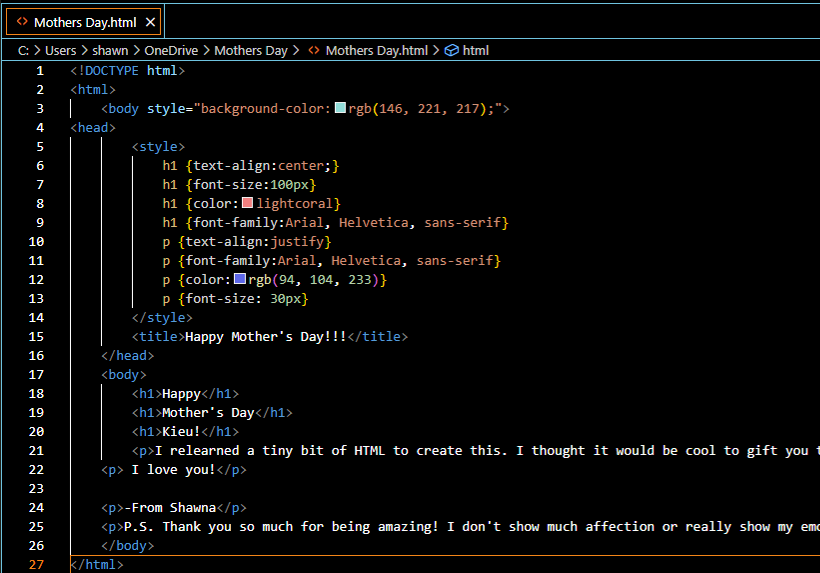 Mothers Day.html
C: > Users > shawn > OneDrive > Mothers Day > Mothers Day.html > html
1 <!DOCTYPE html>
2 <html>
3 <body style="background-color: rgb(146, 221, 217);">
4 <head>
5 <style>
6 h1 {text-align:center;}
7 h1 {font-size:100px}
8 h1 {color: lightcoral}
9 h1 {font-family:Arial, Helvetica, sans-serif}
10 p {text-align:justify}
11 p {font-family:Arial, Helvetica, sans-serif}
12 p {color: rgb(94, 104, 233)}
13 p {font-size: 30px}
14 </style>
15 <title>Happy Mother's Day!!!</title>
16 </head>
17 <body>
18 <h1>Happy</h1>
19 <h1>Mother's Day</h1>
20 <h1>Kieu!</h1>
21 <p>I relearned a tiny bit of HTML to create this. I thought it would be cool to gift you
22 <p> I love you!</p>
23
24 <p>-From Shawna</p>
25 <p>P.S. Thank you so much for being amazing! I don't show much affection or really show my
26 </body>
27 </html>